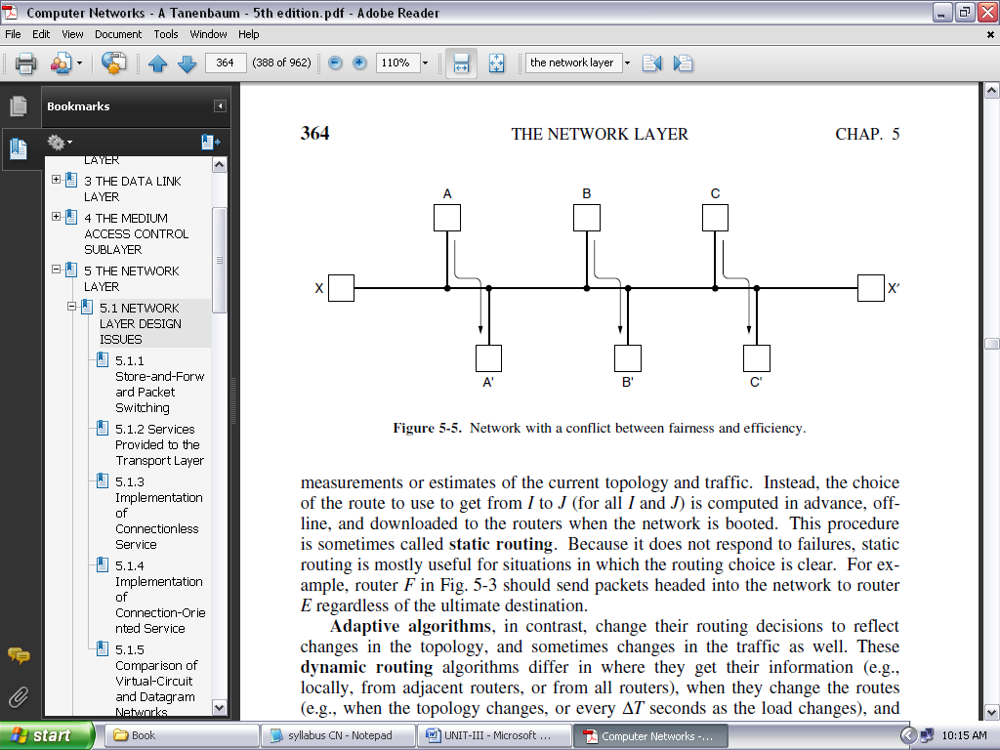 Computer Networks - A Tanenbaum - 5th edition.pdf - Adobe Reader
File Edit View Document Tools Window Help
364 (388 of 962) 110% the network layer
Bookmarks
LAYER
3 THE DATA LINK
LAYER
4 THE MEDIUM
ACCESS CONTROL
SUBLAYER
5 THE NETWORK
LAYER
5.1 NETWORK
LAYER DESIGN
ISSUES
5.1.1
Store-and-Forw
ard Packet
Switching
5.1.2 Services
Provided to the
Transport Layer
5.1.3
Implementation
of
Connectionless
Service
5.1.4
Implementation
of
Connection-Orie
nted Service
5.1.5
Comparison of
Virtual-Circuit
and Datagram
Networks
364 THE NETWORK LAYER CHAP. 5
A B C
X X′
A' B' C'
Figure 5-5. Network with a conflict between fairness and efficiency.
measurements or estimates of the current topology and traffic. Instead, the choice
of the route to use to get from I to J (for all I and J) is computed in advance, off-
line, and downloaded to the routers when the network is booted. This procedure
is sometimes called static routing. Because it does not respond to failures, static
routing is mostly useful for situations in which the routing choice is clear. For ex-
ample, router F in Fig. 5-3 should send packets headed into the network to router
E regardless of the ultimate destination.
Adaptive algorithms, in contrast, change their routing decisions to reflect
changes in the topology, and sometimes changes in the traffic as well. These
dynamic routing algorithms differ in where they get their information (e.g.,
locally, from adjacent routers, or from all routers), when they change the routes
(e.g., when the topology changes, or every ΔT seconds as the load changes), and
start Book syllabus CN - Notepad UNIT-III - Microsoft ... Computer Networks -... 10:15 AM